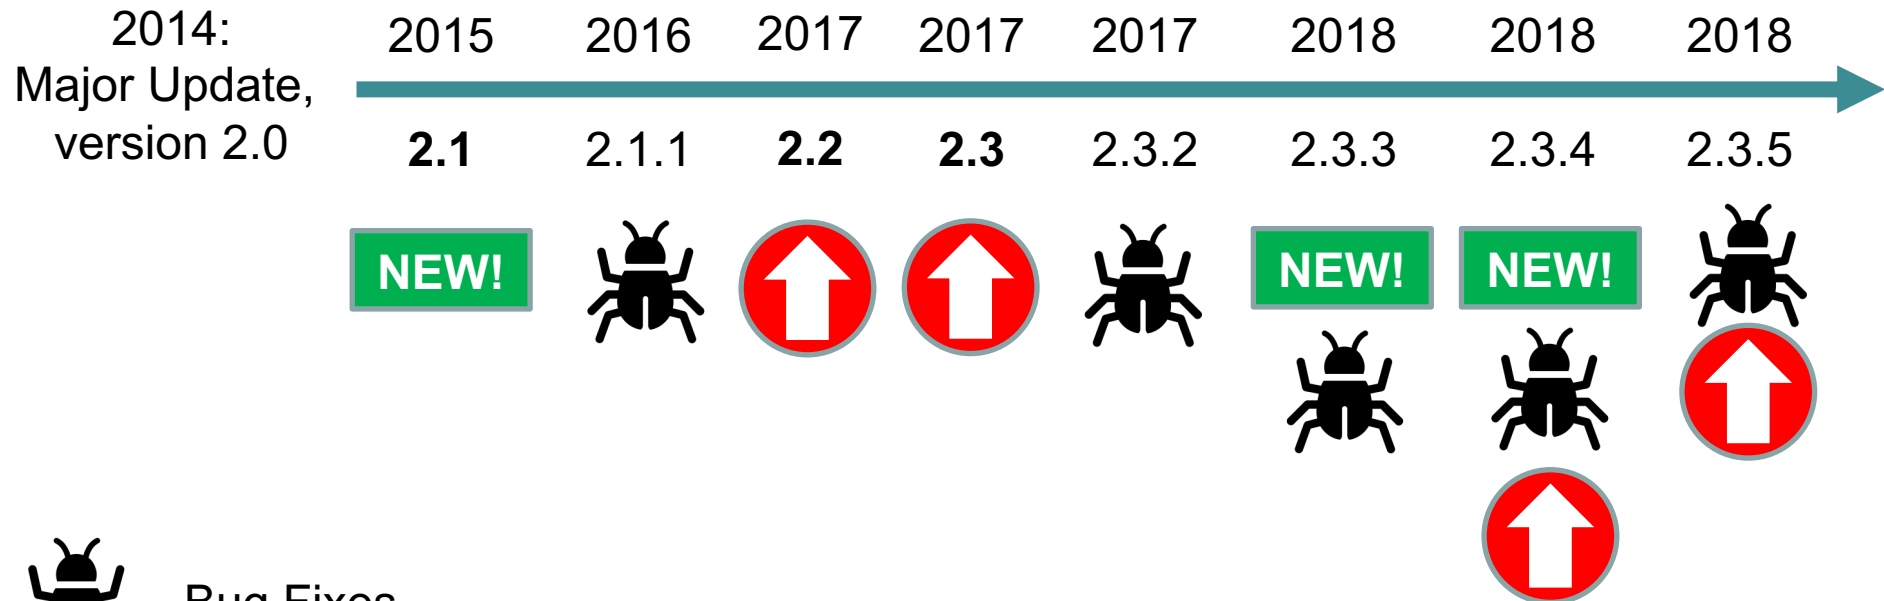 2014:
Major Update,
version 2.0
2015 2016 2017 2017 2017 2018 2018 2018
2.1 2.1.1 2.2 2.3 2.3.2 2.3.3 2.3.4 2.3.5
NEW! NEW! NEW!
Bug Fixes